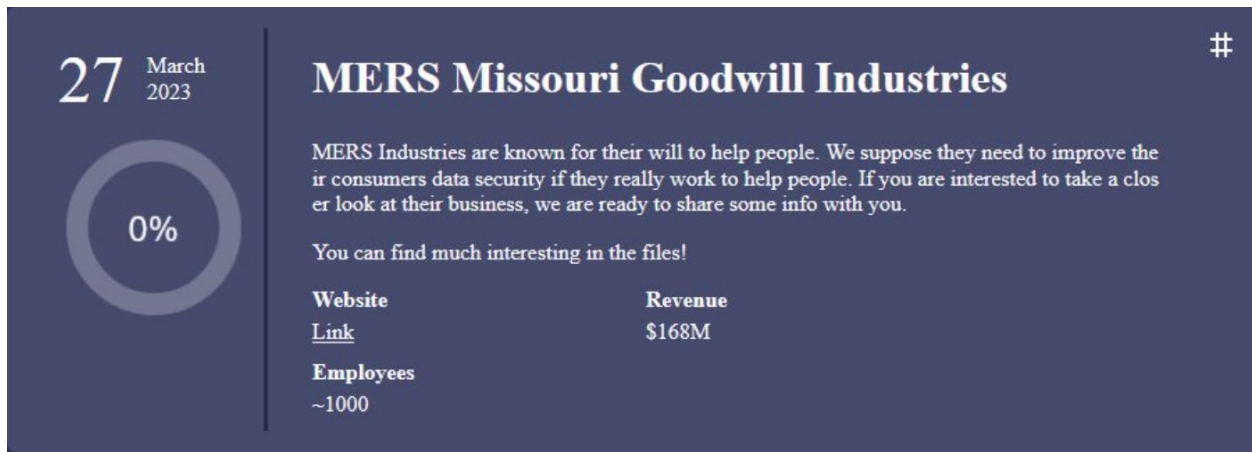 27 March
2023
#
MERS Missouri Goodwill Industries
0%
MERS Industries are known for their will to help people. We suppose they need to improve the
ir consumers data security if they really work to help people. If you are interested to take a clos
er look at their business, we are ready to share some info with you.
You can find much interesting in the files!
Website Revenue
Link $168M
Employees
~1000